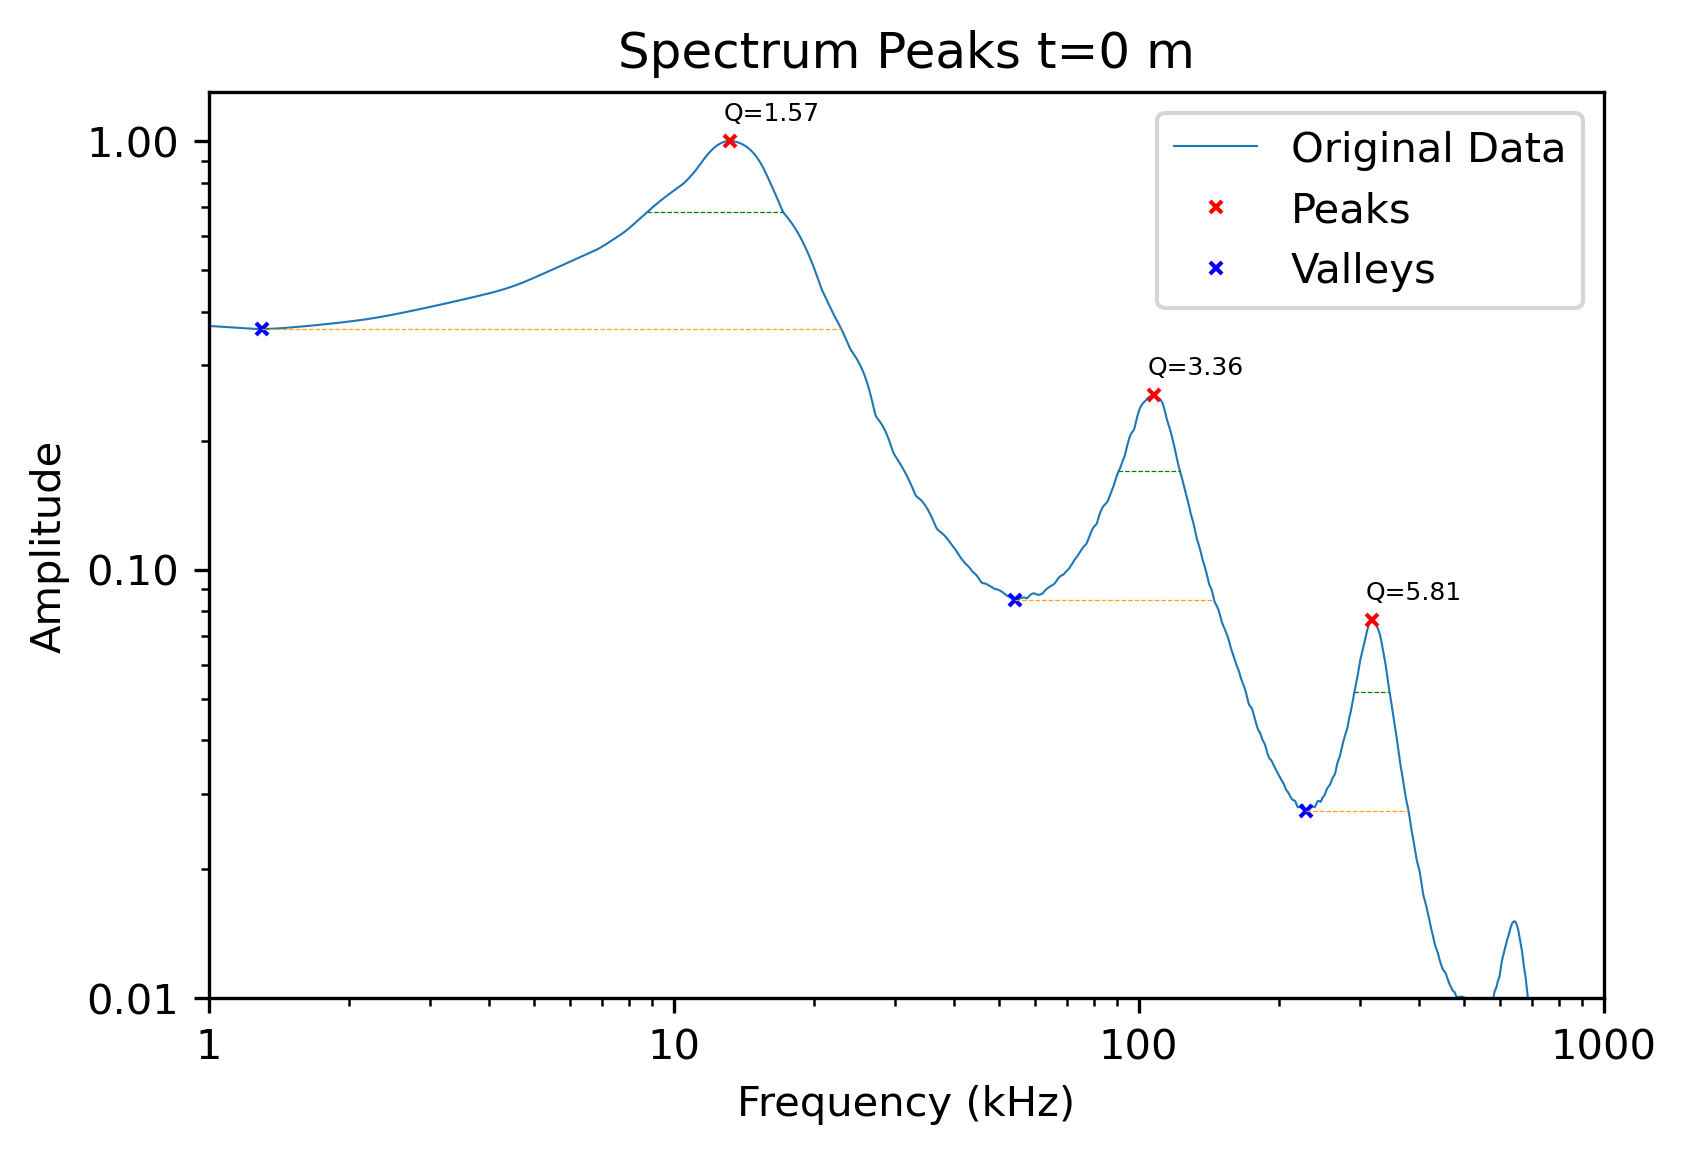 Spectrum Peaks t=0 m
Q=1.57
Original Data
Peaks
Valleys
1.00
Q=3.36
Amplitude
0.10
Q=5.81
0.01
1 10 100 1000
Frequency (kHz)